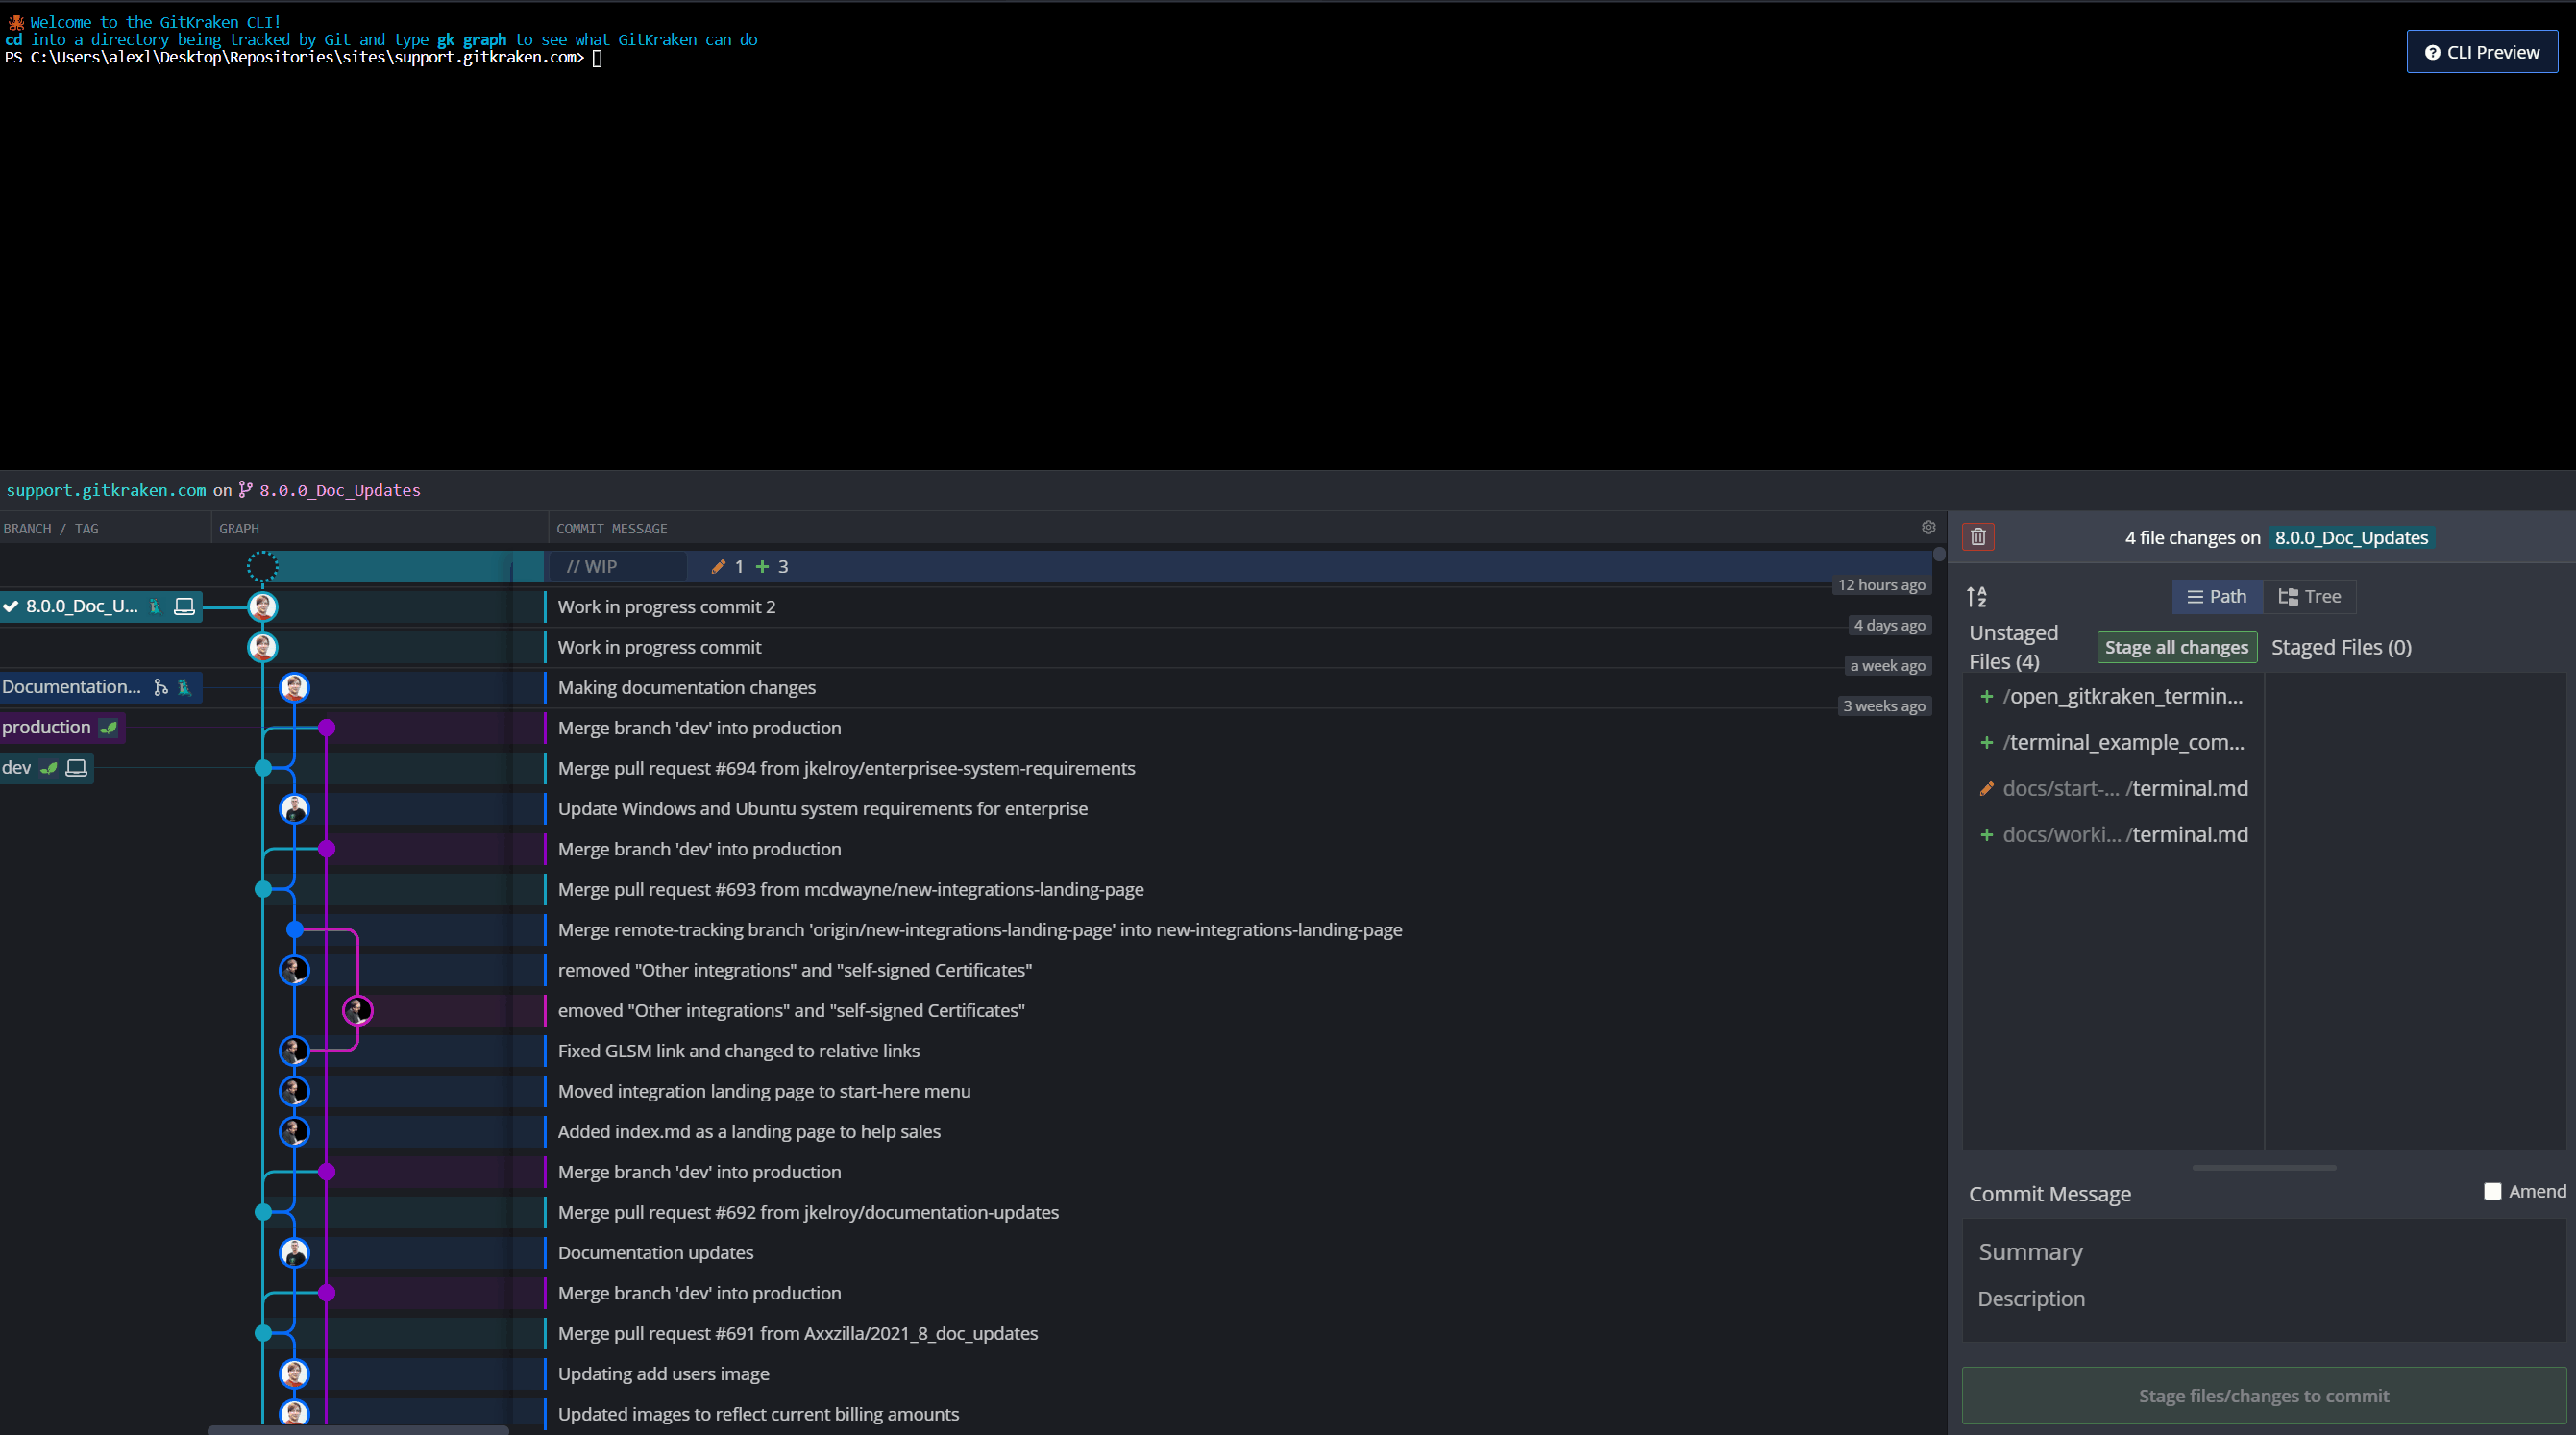 Welcome to the GitKraken CLI!
cd into a directory being tracked by Git and type gk graph to see what GitKraken can do
PS C:\Users\alexl\Desktop\Repositories\sites\support.gitkraken.com>
CLI Preview
support.gitkraken.com on 8.0.0_Doc_Updates
BRANCH / TAG
GRAPH
COMMIT MESSAGE
// WIP 1 + 3
12 hours ago
8.0.0_Doc_U...
Work in progress commit 2
4 days ago
Work in progress commit
a week ago
Documentation...
Making documentation changes
3 weeks ago
production
Merge branch 'dev' into production
dev
Merge pull request #694 from jkelroy/enterprisee-system-requirements
Update Windows and Ubuntu system requirements for enterprise
Merge branch 'dev' into production
Merge pull request #693 from mcdwayne/new-integrations-landing-page
Merge remote-tracking branch 'origin/new-integrations-landing-page' into new-integrations-landing-page
removed "Other integrations" and "self-signed Certificates"
emoved "Other integrations" and "self-signed Certificates"
Fixed GLSM link and changed to relative links
Moved integration landing page to start-here menu
Added index.md as a landing page to help sales
Merge branch 'dev' into production
Merge pull request #692 from jkelroy/documentation-updates
Documentation updates
Merge branch 'dev' into production
Merge pull request #691 from Axxzilla/2021_8_doc_updates
Updating add users image
Updated images to reflect current billing amounts
4 file changes on 8.0.0_Doc_Updates
Path
Tree
Unstaged
Files (4)
Stage all changes
Staged Files (0)
+ /open_gitkraken_termin...
+ /terminal_example_com...
docs/start-... /terminal.md
+ docs/worki... /terminal.md
Commit Message
Amend
Summary
Description
Stage files/changes to commit